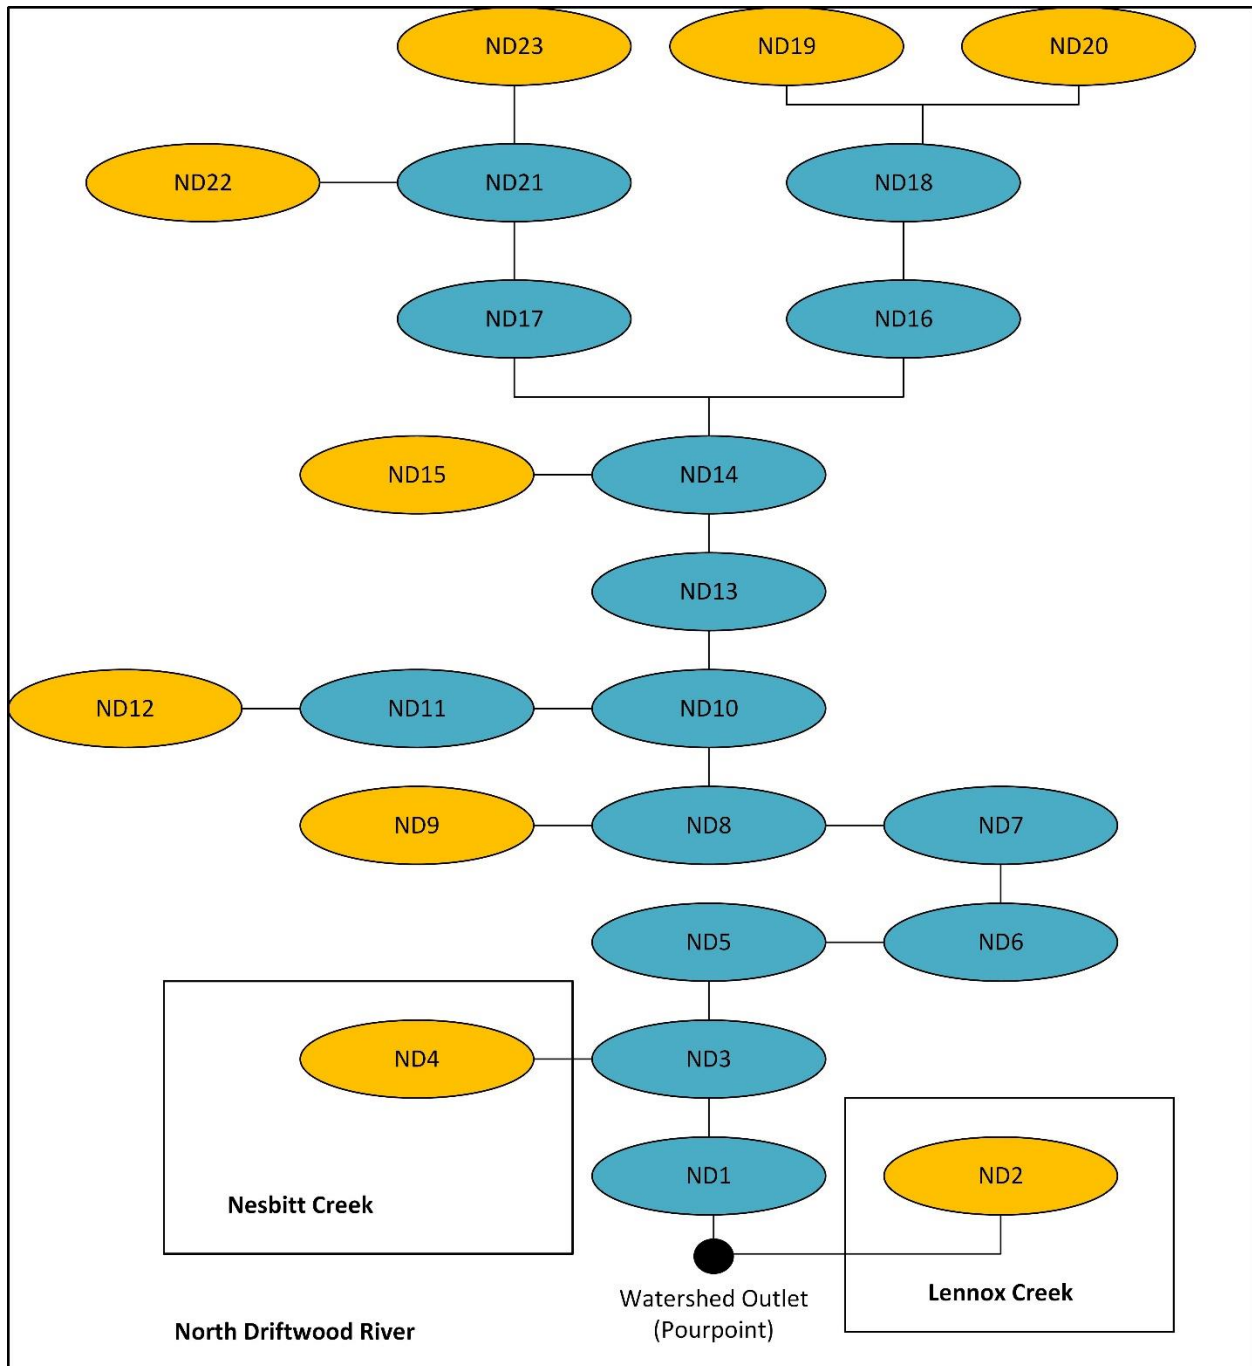 ND23
ND19
ND20
ND22
ND21
ND18
ND17
ND16
ND15
ND14
ND13
ND12
ND11
ND10
ND9
ND8
ND7
ND5
ND6
ND4
ND3
Nesbitt Creek
ND1
ND2
Watershed Outlet
(Pourpoint)
Lennox Creek
North Driftwood River